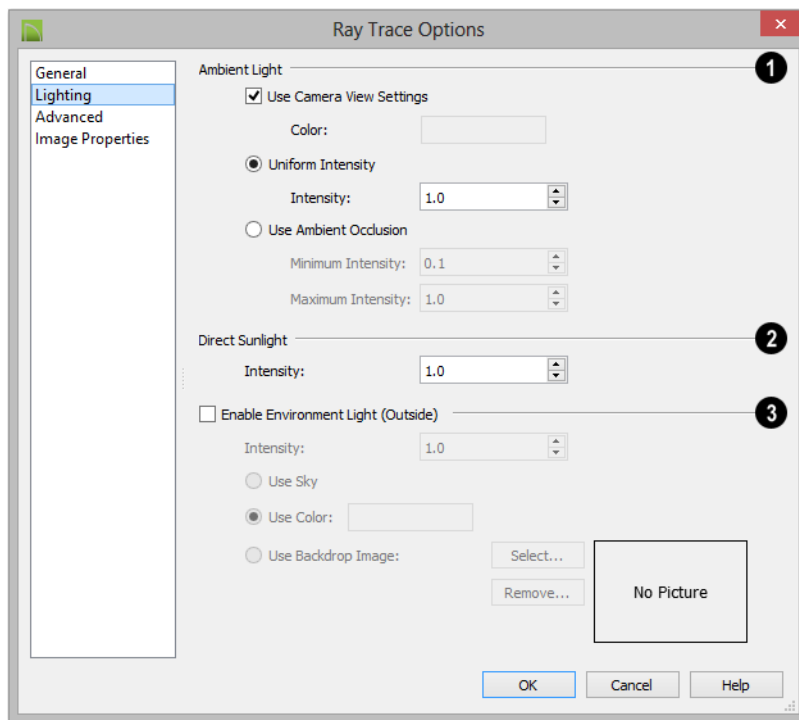 Ray Trace Options
General
Lighting
Advanced
Image Properties
Ambient Light
1
Use Camera View Settings
Color:
Uniform Intensity
Intensity: 1.0
Use Ambient Occlusion
Minimum Intensity: 0.1
Maximum Intensity: 1.0
Direct Sunlight
2
Intensity: 1.0
Enable Environment Light (Outside)
3
Intensity: 1.0
Use Sky
Use Color:
Use Backdrop Image:
Select...
Remove...
No Picture
OK
Cancel
Help